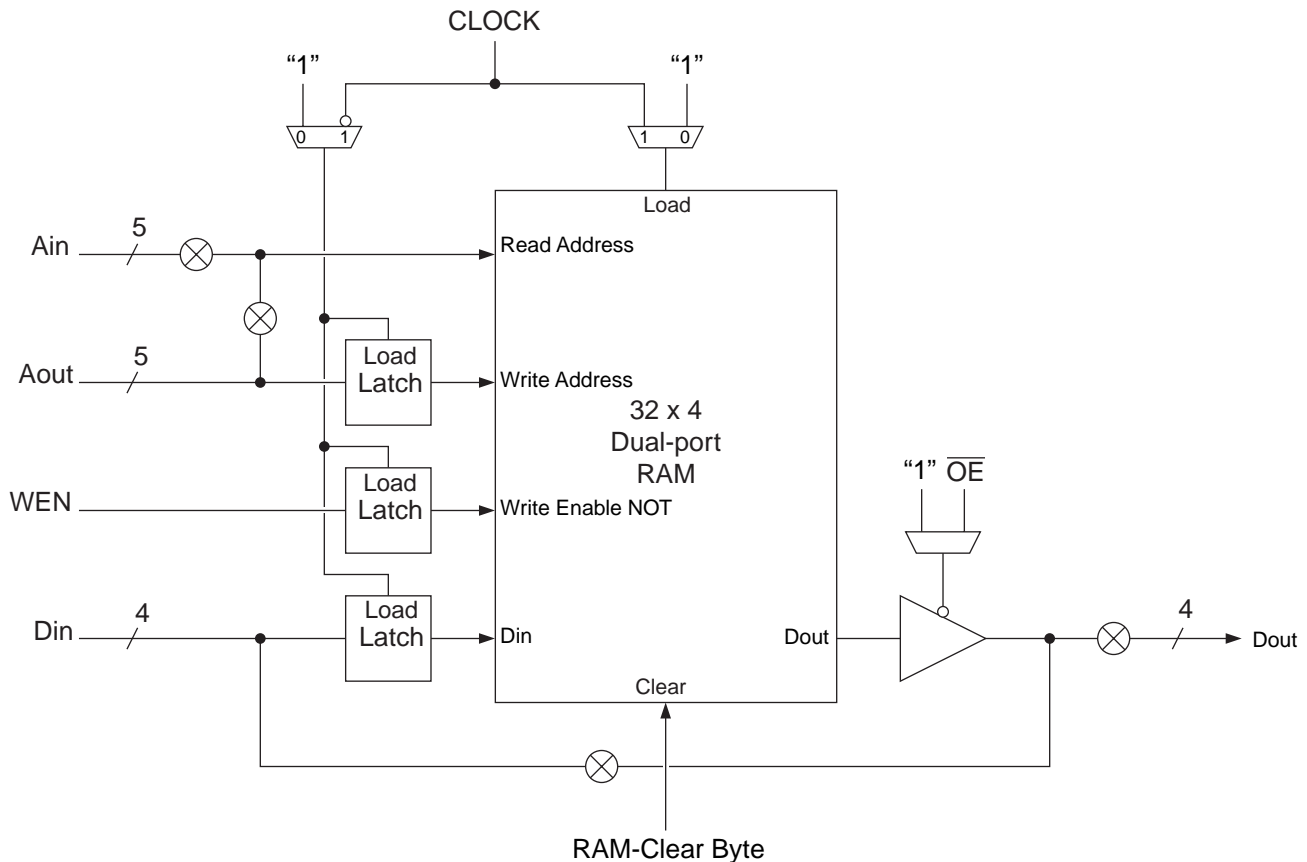 CLOCK
“1”
“1”
0 1
1 0
Load
Ain
5
Read Address
Aout
5
Load
Latch
Write Address
32 x 4
Dual-port
RAM
WEN
Load
Latch
Write Enable NOT
“1” O̅E̅
Din
4
Load
Latch
Din
Dout
4
Dout
Clear
RAM-Clear Byte